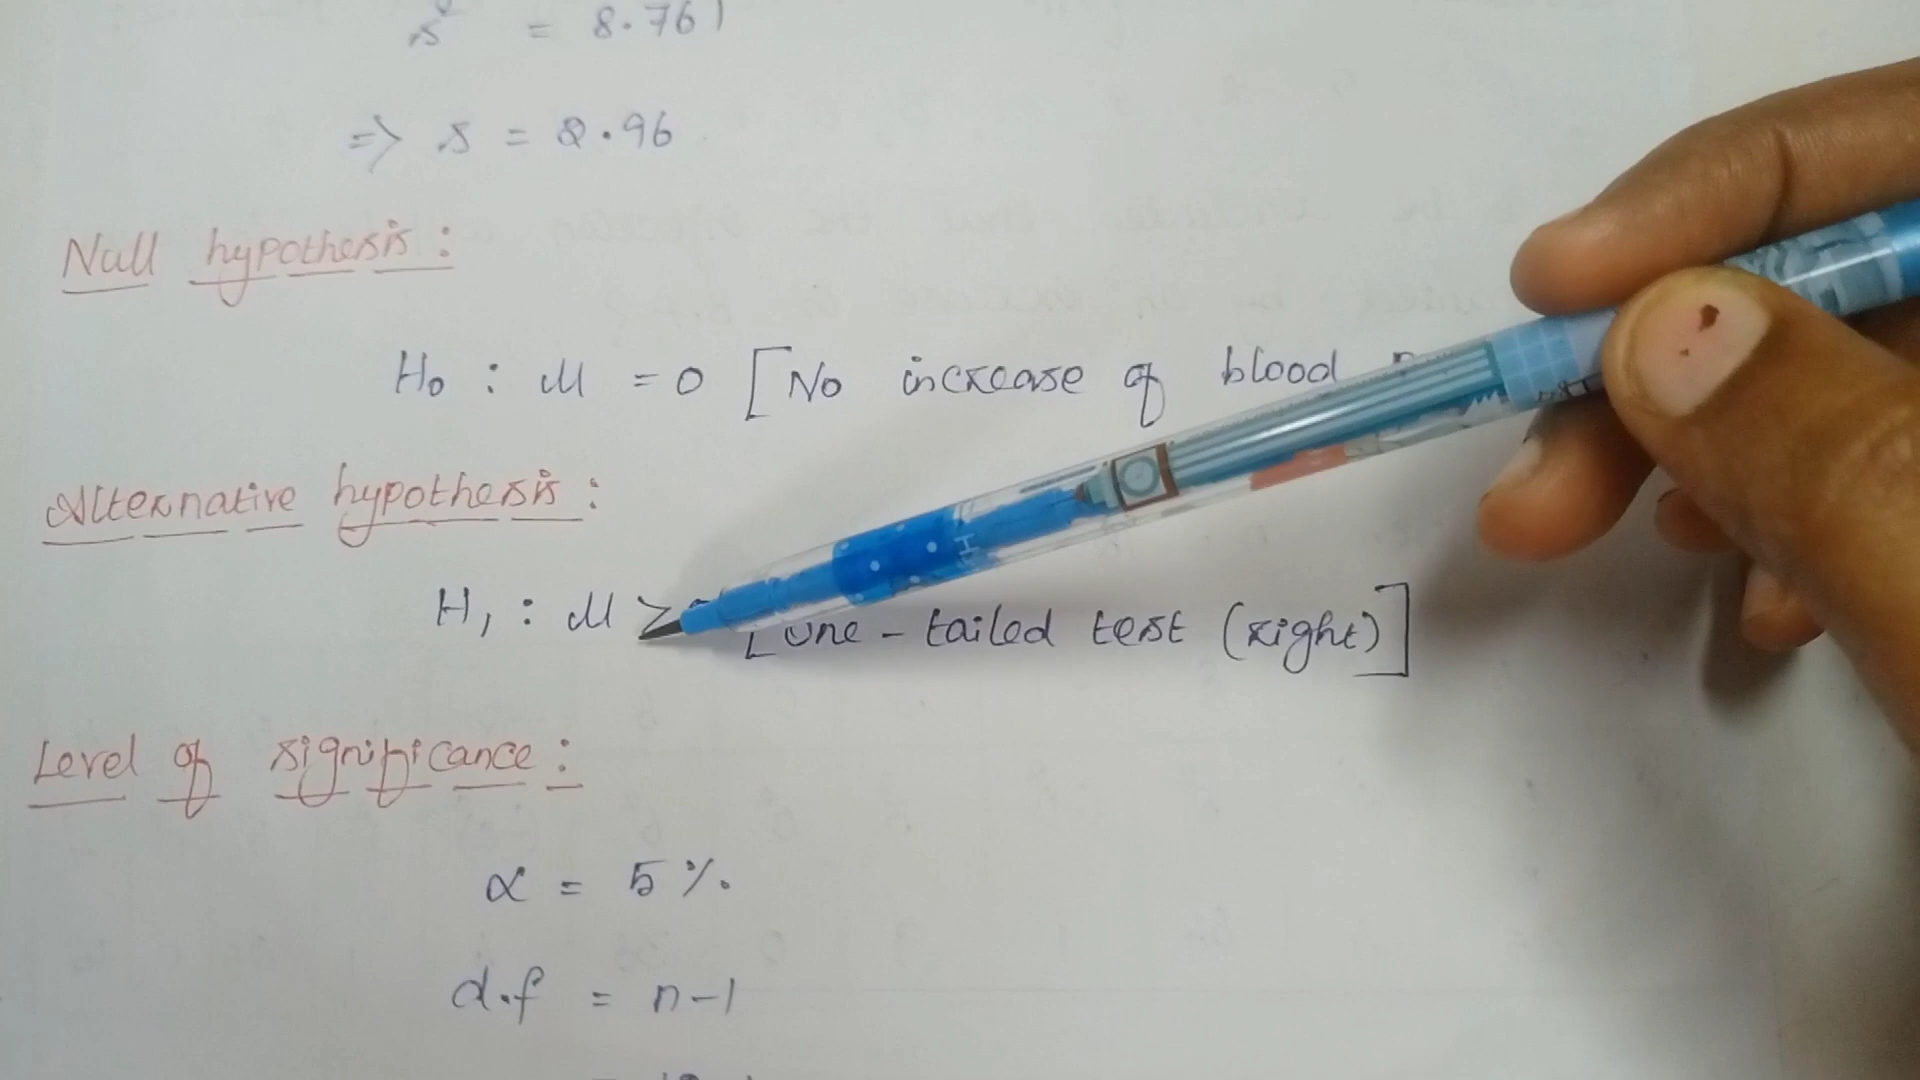 s² = 8.761
=> s = 2.96
Null hypothesis:
H₀ : μ = 0 [No increase of blood
Alternative hypothesis:
H₁ : μ > [One - tailed test (right)]
Level of significance:
α = 5 %.
d.f = n-1